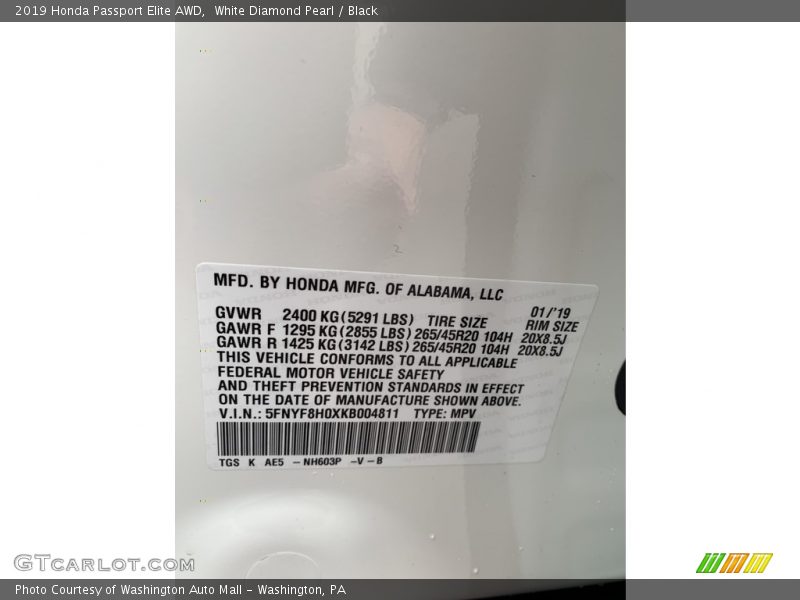 2019 Honda Passport Elite AWD,  White Diamond Pearl / Black
MFD. BY HONDA MFG. OF ALABAMA, LLC
01/'19
GVWR 2400 KG (5291 LBS) TIRE SIZE RIM SIZE
GAWR F 1295 KG (2855 LBS) 265/45R20 104H 20X8.5J
GAWR R 1425 KG (3142 LBS) 265/45R20 104H 20X8.5J
THIS VEHICLE CONFORMS TO ALL APPLICABLE
FEDERAL MOTOR VEHICLE SAFETY
AND THEFT PREVENTION STANDARDS IN EFFECT
ON THE DATE OF MANUFACTURE SHOWN ABOVE.
V.I.N.: 5FNYF8H0XKB004811 TYPE: MPV
TGS K AE5 - NH603P -V - B
GTCARLOT.COM
Photo Courtesy of Washington Auto Mall - Washington, PA